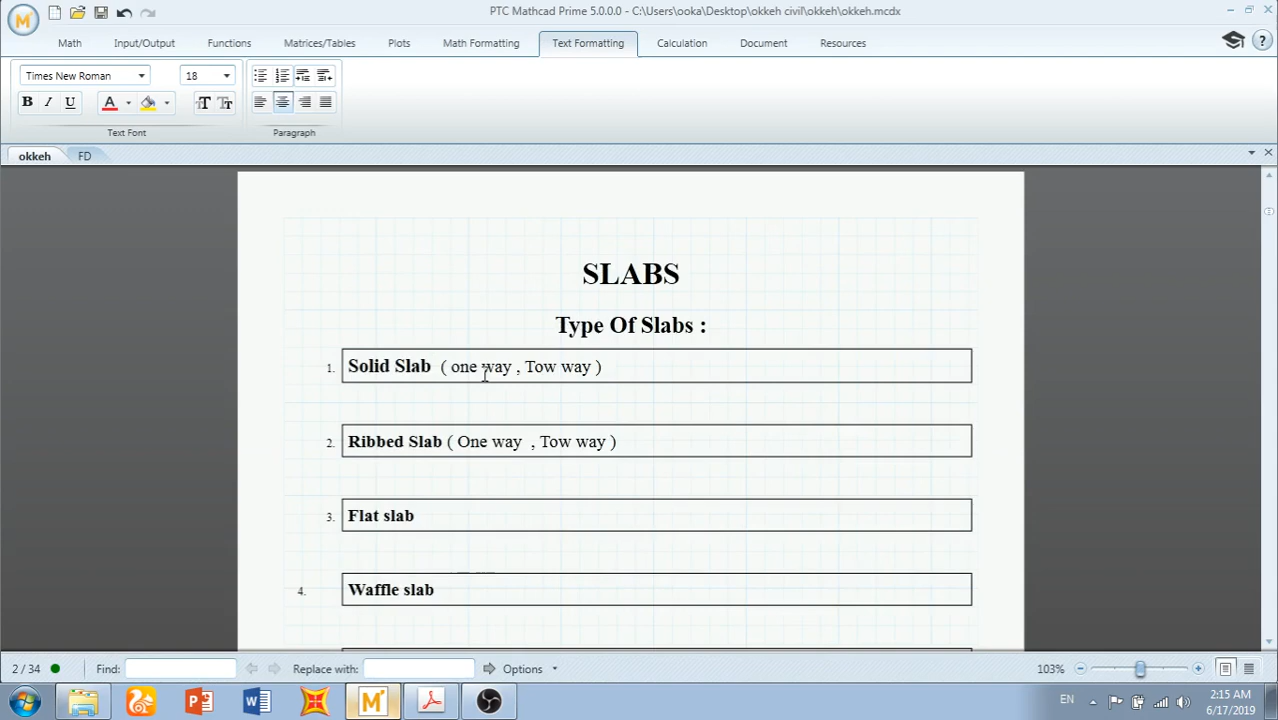 PTC Mathcad Prime 5.0.0.0 - C:\Users\ooka\Desktop\okkeh civil\okkeh\okkeh.mcdx
Math Input/Output Functions Matrices/Tables Plots Math Formatting Text Formatting Calculation Document Resources
Times New Roman 18
B I U A
Text Font Paragraph
okkeh FD
SLABS
Type Of Slabs :
1. Solid Slab ( one way , Tow way )
2. Ribbed Slab ( One way , Tow way )
3. Flat slab
4. Waffle slab
2 / 34 Find: Replace with: Options 103%
EN 2:15 AM
6/17/2019